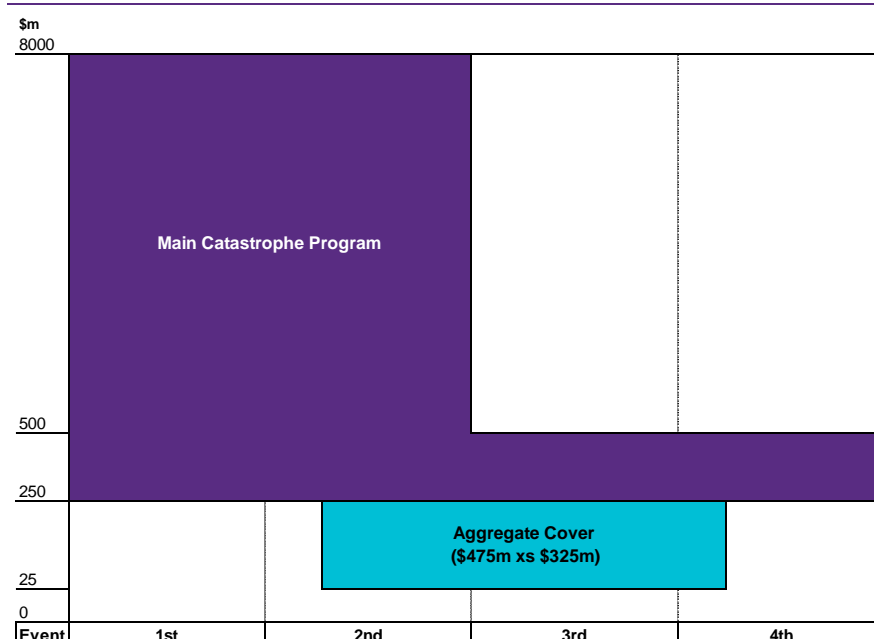 $m
8000
Main Catastrophe Program
500
250
Aggregate Cover
($475m xs $325m)
25
0
Event 1st 2nd 3rd 4th